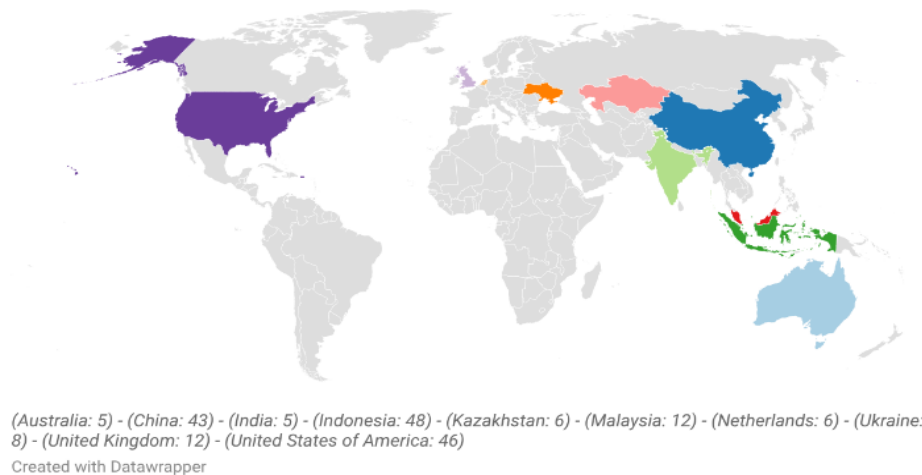 (Australia: 5) - (China: 43) - (India: 5) - (Indonesia: 48) - (Kazakhstan: 6) - (Malaysia: 12) - (Netherlands: 6) - (Ukraine:
8) - (United Kingdom: 12) - (United States of America: 46)
Created with Datawrapper